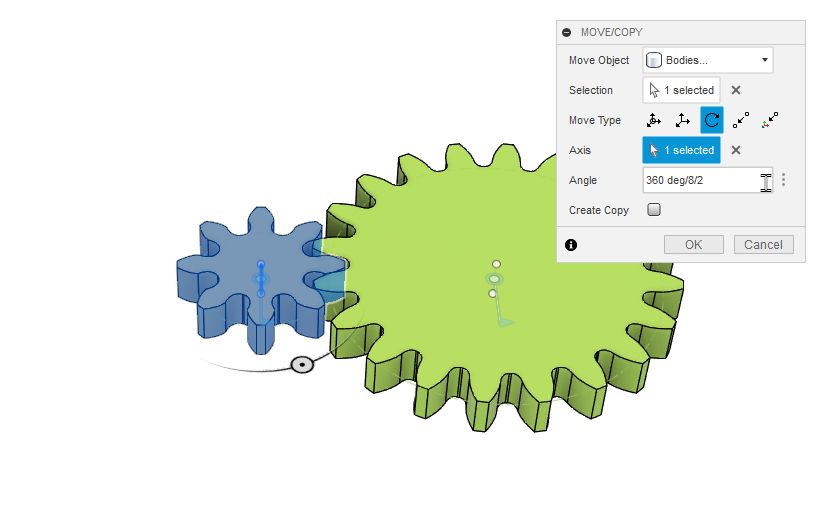 MOVE/COPY
Move Object Bodies...
Selection 1 selected
Move Type
Axis 1 selected
Angle 360 deg/8/2
Create Copy
OK Cancel